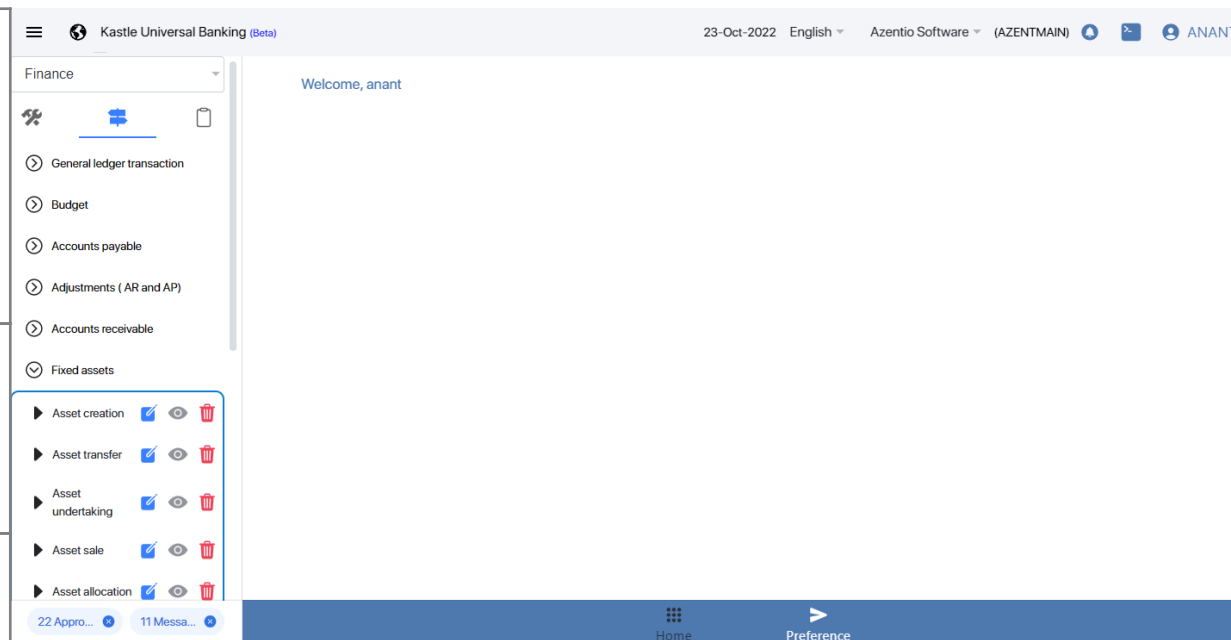 Kastle Universal Banking (Beta)
23-Oct-2022 English Azentio Software (AZENTMAIN) ANANT
Finance
Welcome, anant
General ledger transaction
Budget
Accounts payable
Adjustments ( AR and AP)
Accounts receivable
Fixed assets
Asset creation
Asset transfer
Asset
undertaking
Asset sale
Asset allocation
22 Appro... 11 Messa...
Home Preference